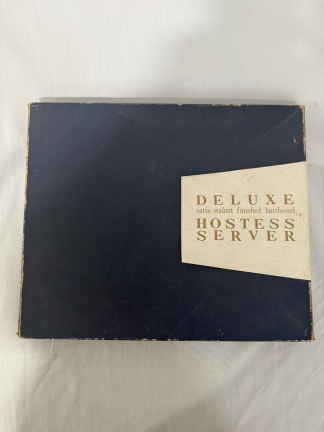 DELUXE
satin walnut finished hardwood
HOSTESS
SERVER